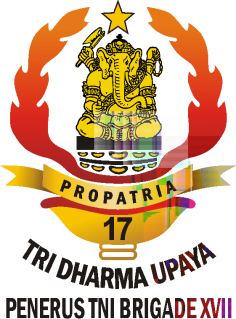 PROPATRIA
17
TRI DHARMA UPAYA
PENERUS TNI BRIGADE XVII